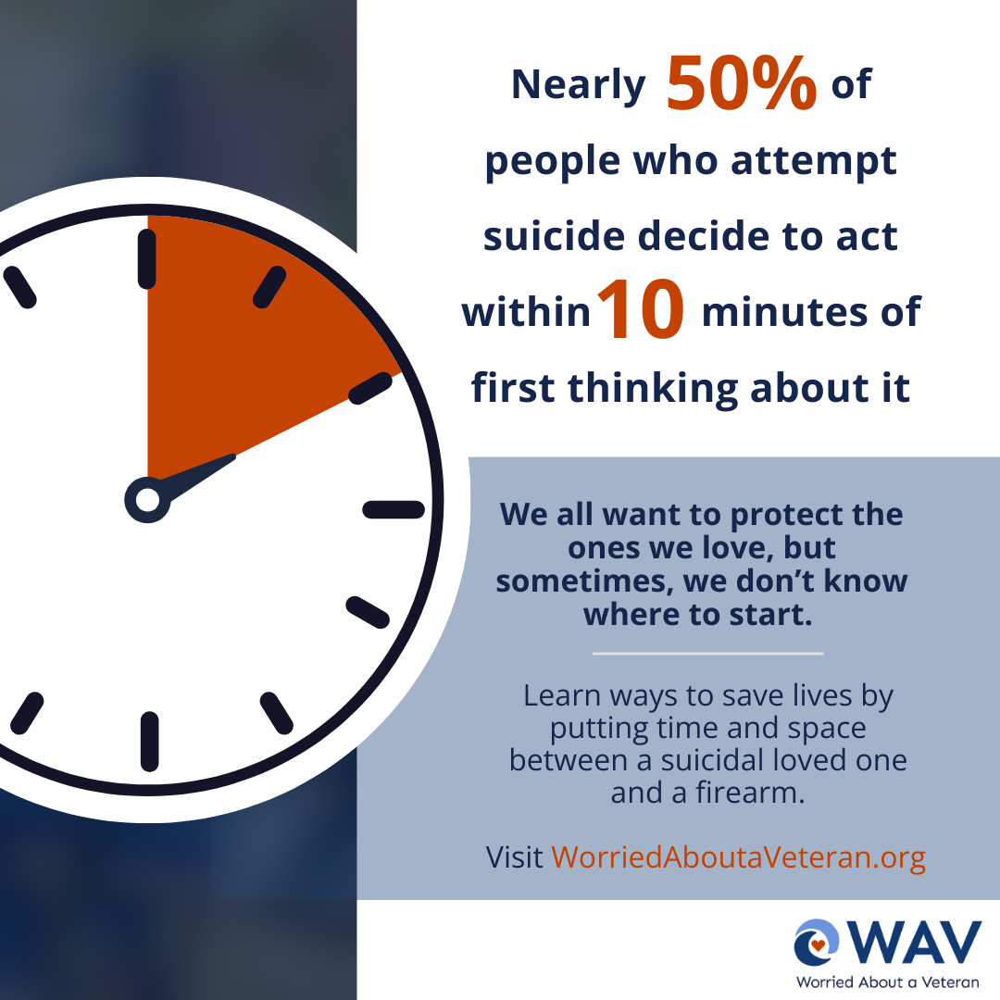 Nearly 50% of
people who attempt
suicide decide to act
within 10 minutes of
first thinking about it
We all want to protect the
ones we love, but
sometimes, we don’t know
where to start.
Learn ways to save lives by
putting time and space
between a suicidal loved one
and a firearm.
Visit WorriedAboutaVeteran.org
WAV
Worried About a Veteran